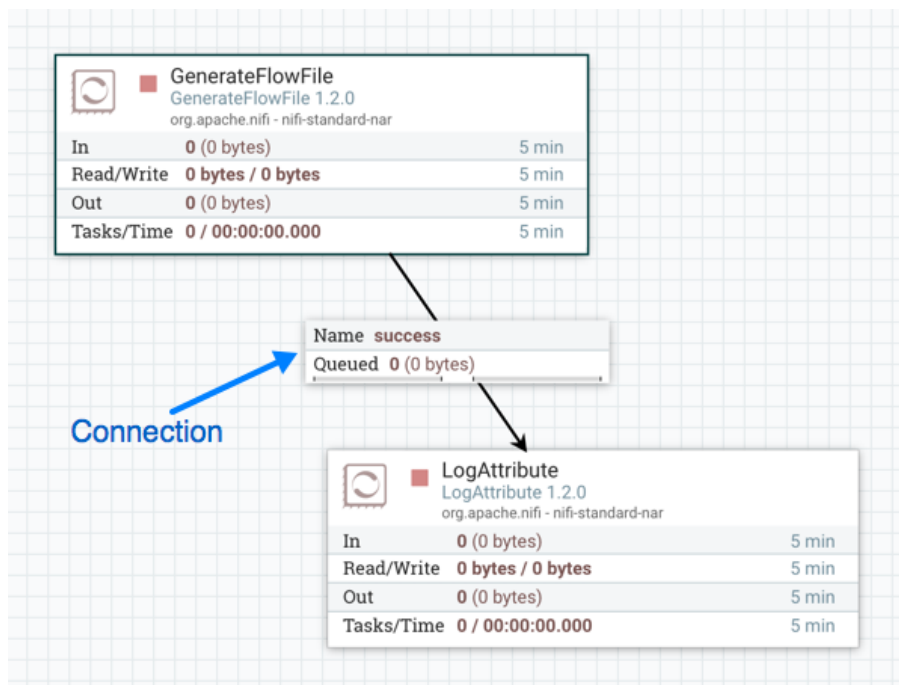 GenerateFlowFile
GenerateFlowFile 1.2.0
org.apache.nifi - nifi-standard-nar
In 0 (0 bytes) 5 min
Read/Write 0 bytes / 0 bytes 5 min
Out 0 (0 bytes) 5 min
Tasks/Time 0 / 00:00:00.000 5 min
Name success
Queued 0 (0 bytes)
Connection
LogAttribute
LogAttribute 1.2.0
org.apache.nifi - nifi-standard-nar
In 0 (0 bytes) 5 min
Read/Write 0 bytes / 0 bytes 5 min
Out 0 (0 bytes) 5 min
Tasks/Time 0 / 00:00:00.000 5 min